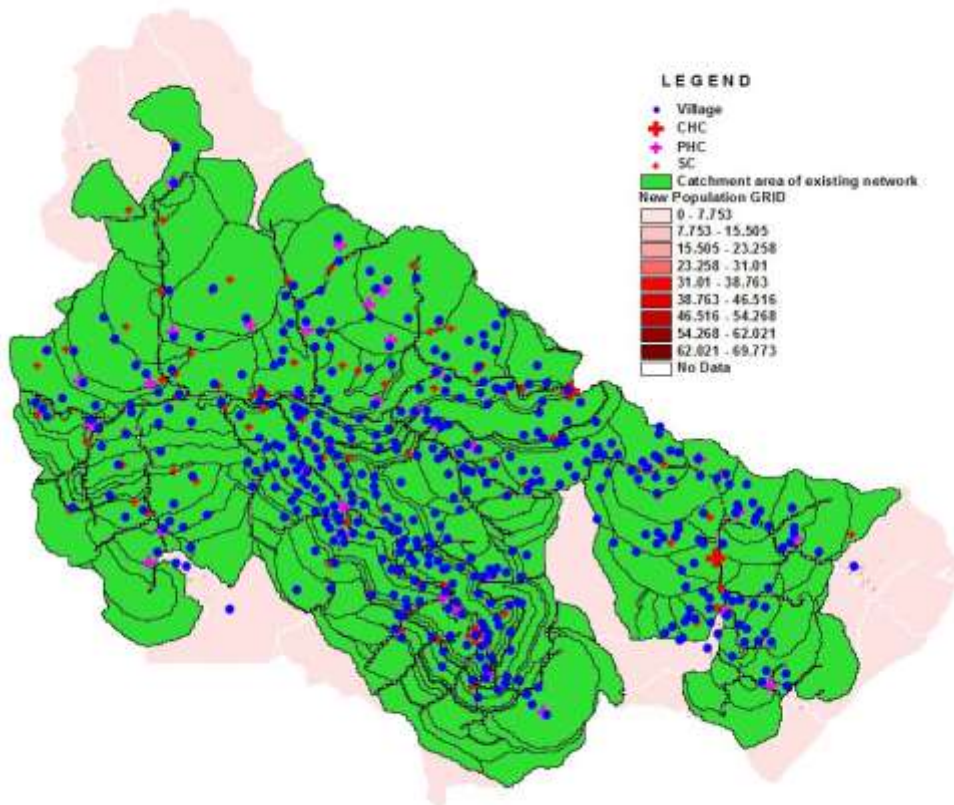 LEGEND
Village
CHC
PHC
SC
Catchment area of existing network
New Population GRID
0 - 7.753
7.753 - 15.505
15.505 - 23.258
23.258 - 31.01
31.01 - 38.763
38.763 - 46.516
46.516 - 54.268
54.268 - 62.021
62.021 - 69.773
No Data